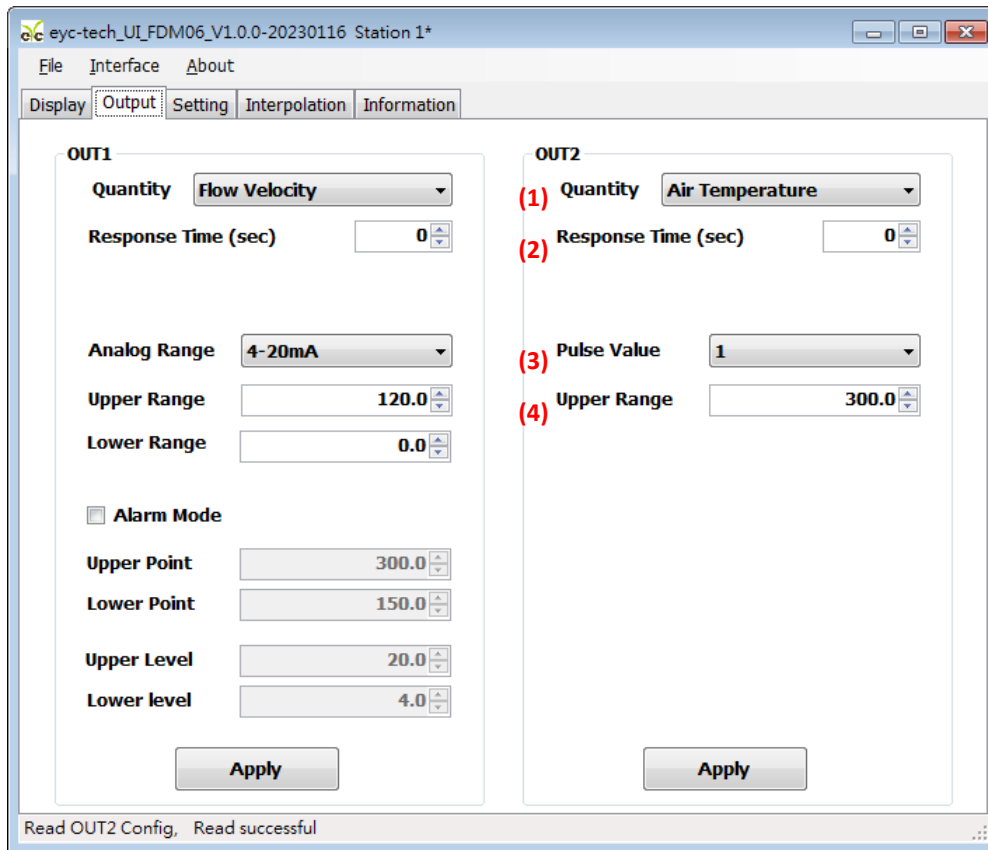 eyc-tech_UI_FDM06_V1.0.0-20230116 Station 1*
File Interface About
Display Output Setting Interpolation Information
OUT1
Quantity Flow Velocity
Response Time (sec) 0
Analog Range 4-20mA
Upper Range 120.0
Lower Range 0.0
Alarm Mode
Upper Point 300.0
Lower Point 150.0
Upper Level 20.0
Lower level 4.0
Apply
OUT2
(1) Quantity Air Temperature
(2) Response Time (sec) 0
(3) Pulse Value 1
(4) Upper Range 300.0
Apply
Read OUT2 Config, Read successful